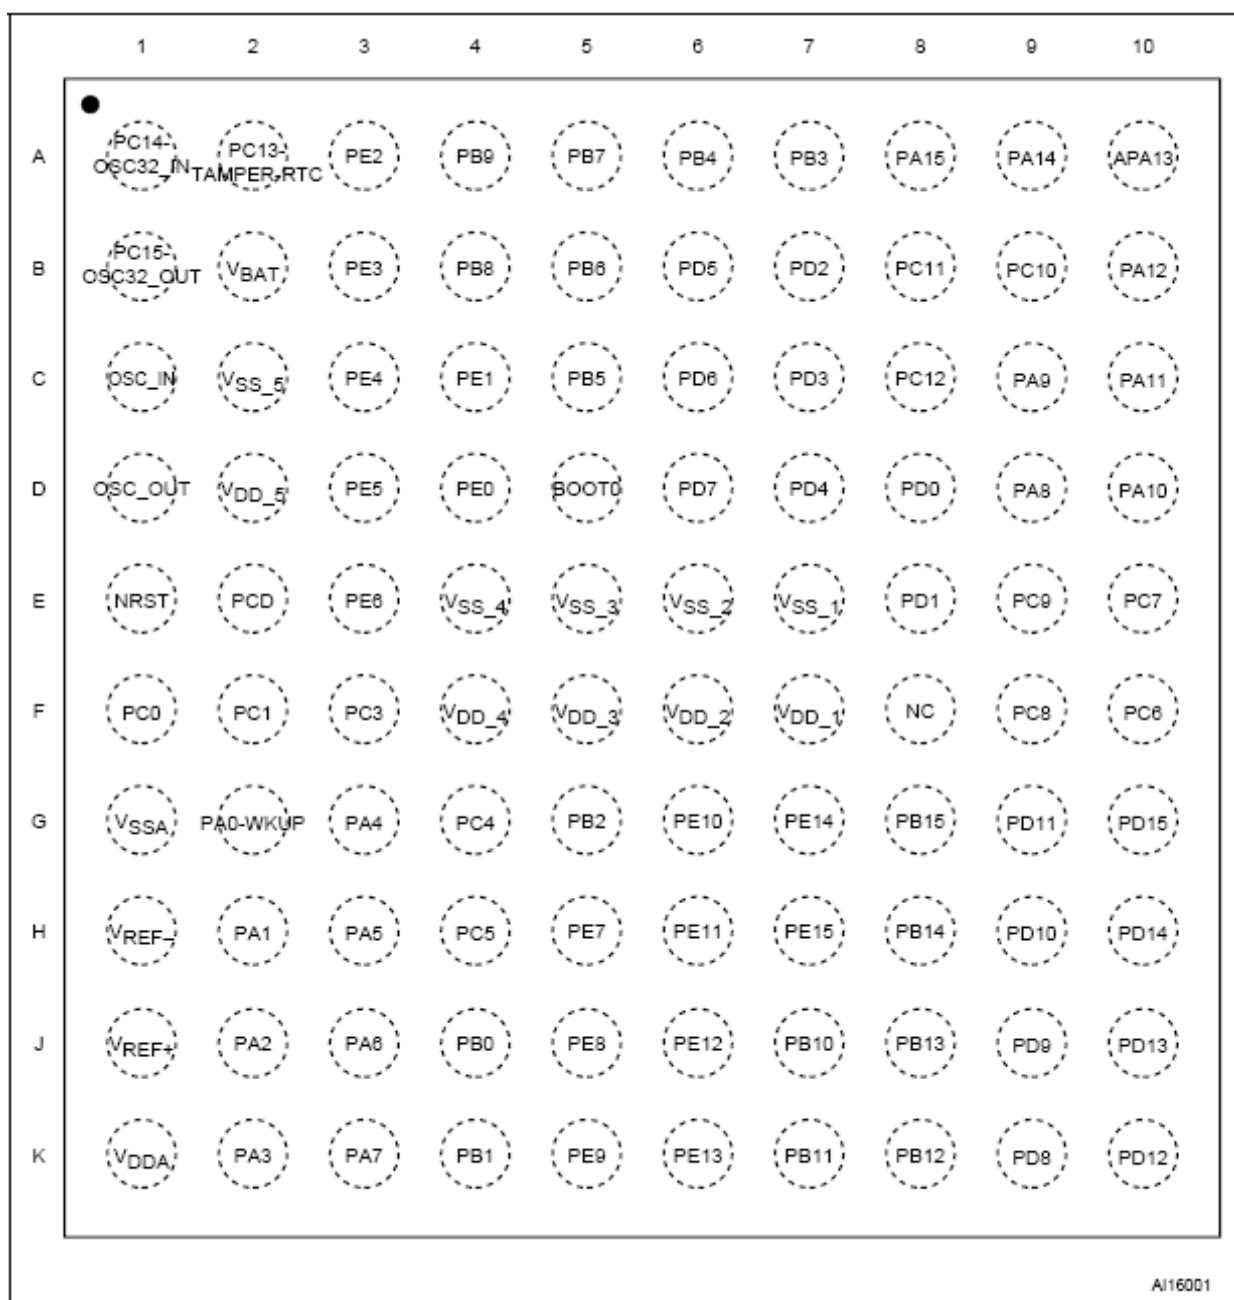 1 2 3 4 5 6 7 8 9 10
A PC14-OSC32_IN PC13-TAMPER-RTC PE2 PB9 PB7 PB4 PB3 PA15 PA14 APA13
B PC15-OSC32_OUT VBAT PE3 PB8 PB6 PD5 PD2 PC11 PC10 PA12
C OSC_IN VSS_5 PE4 PE1 PB5 PD6 PD3 PC12 PA9 PA11
D OSC_OUT VDD_5 PE5 PE0 BOOT0 PD7 PD4 PD0 PA8 PA10
E NRST PCD PE6 VSS_4 VSS_3 VSS_2 VSS_1 PD1 PC9 PC7
F PC0 PC1 PC3 VDD_4 VDD_3 VDD_2 VDD_1 NC PC8 PC6
G VSSA PA0-WKUP PA4 PC4 PB2 PE10 PE14 PB15 PD11 PD15
H VREF– PA1 PA5 PC5 PE7 PE11 PE15 PB14 PD10 PD14
J VREF+ PA2 PA6 PB0 PE8 PE12 PB10 PB13 PD9 PD13
K VDDA PA3 PA7 PB1 PE9 PE13 PB11 PB12 PD8 PD12
AI16001